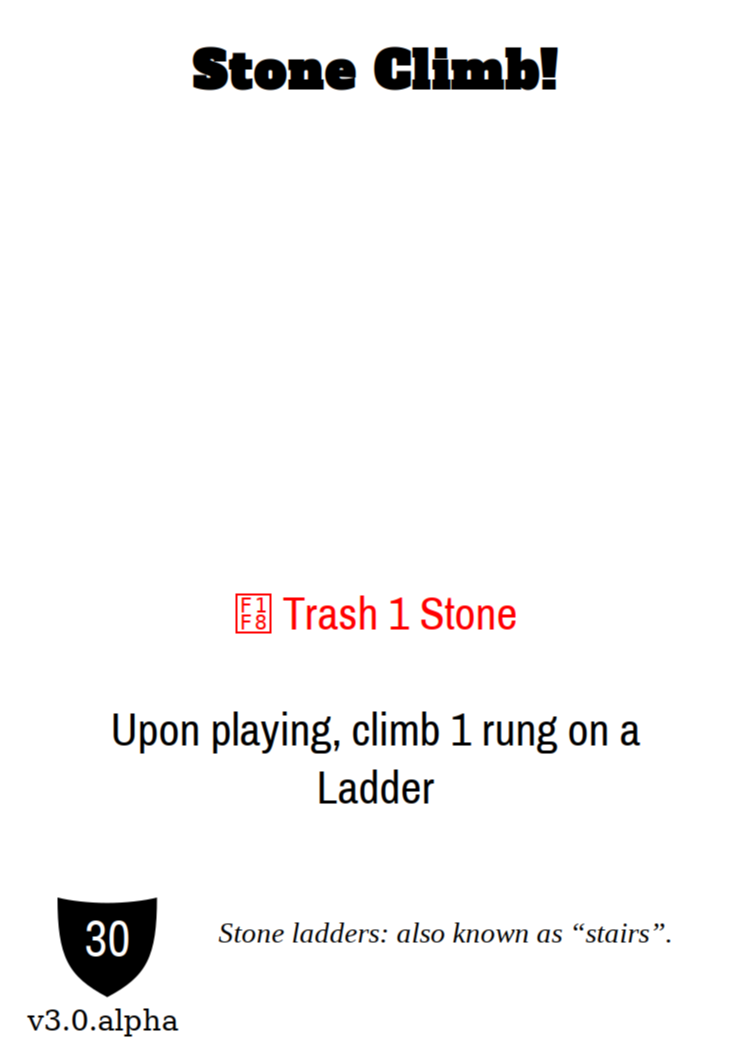 Stone Climb!
Trash 1 Stone
Upon playing, climb 1 rung on a
Ladder
30
Stone ladders: also known as “stairs”.
v3.0.alpha